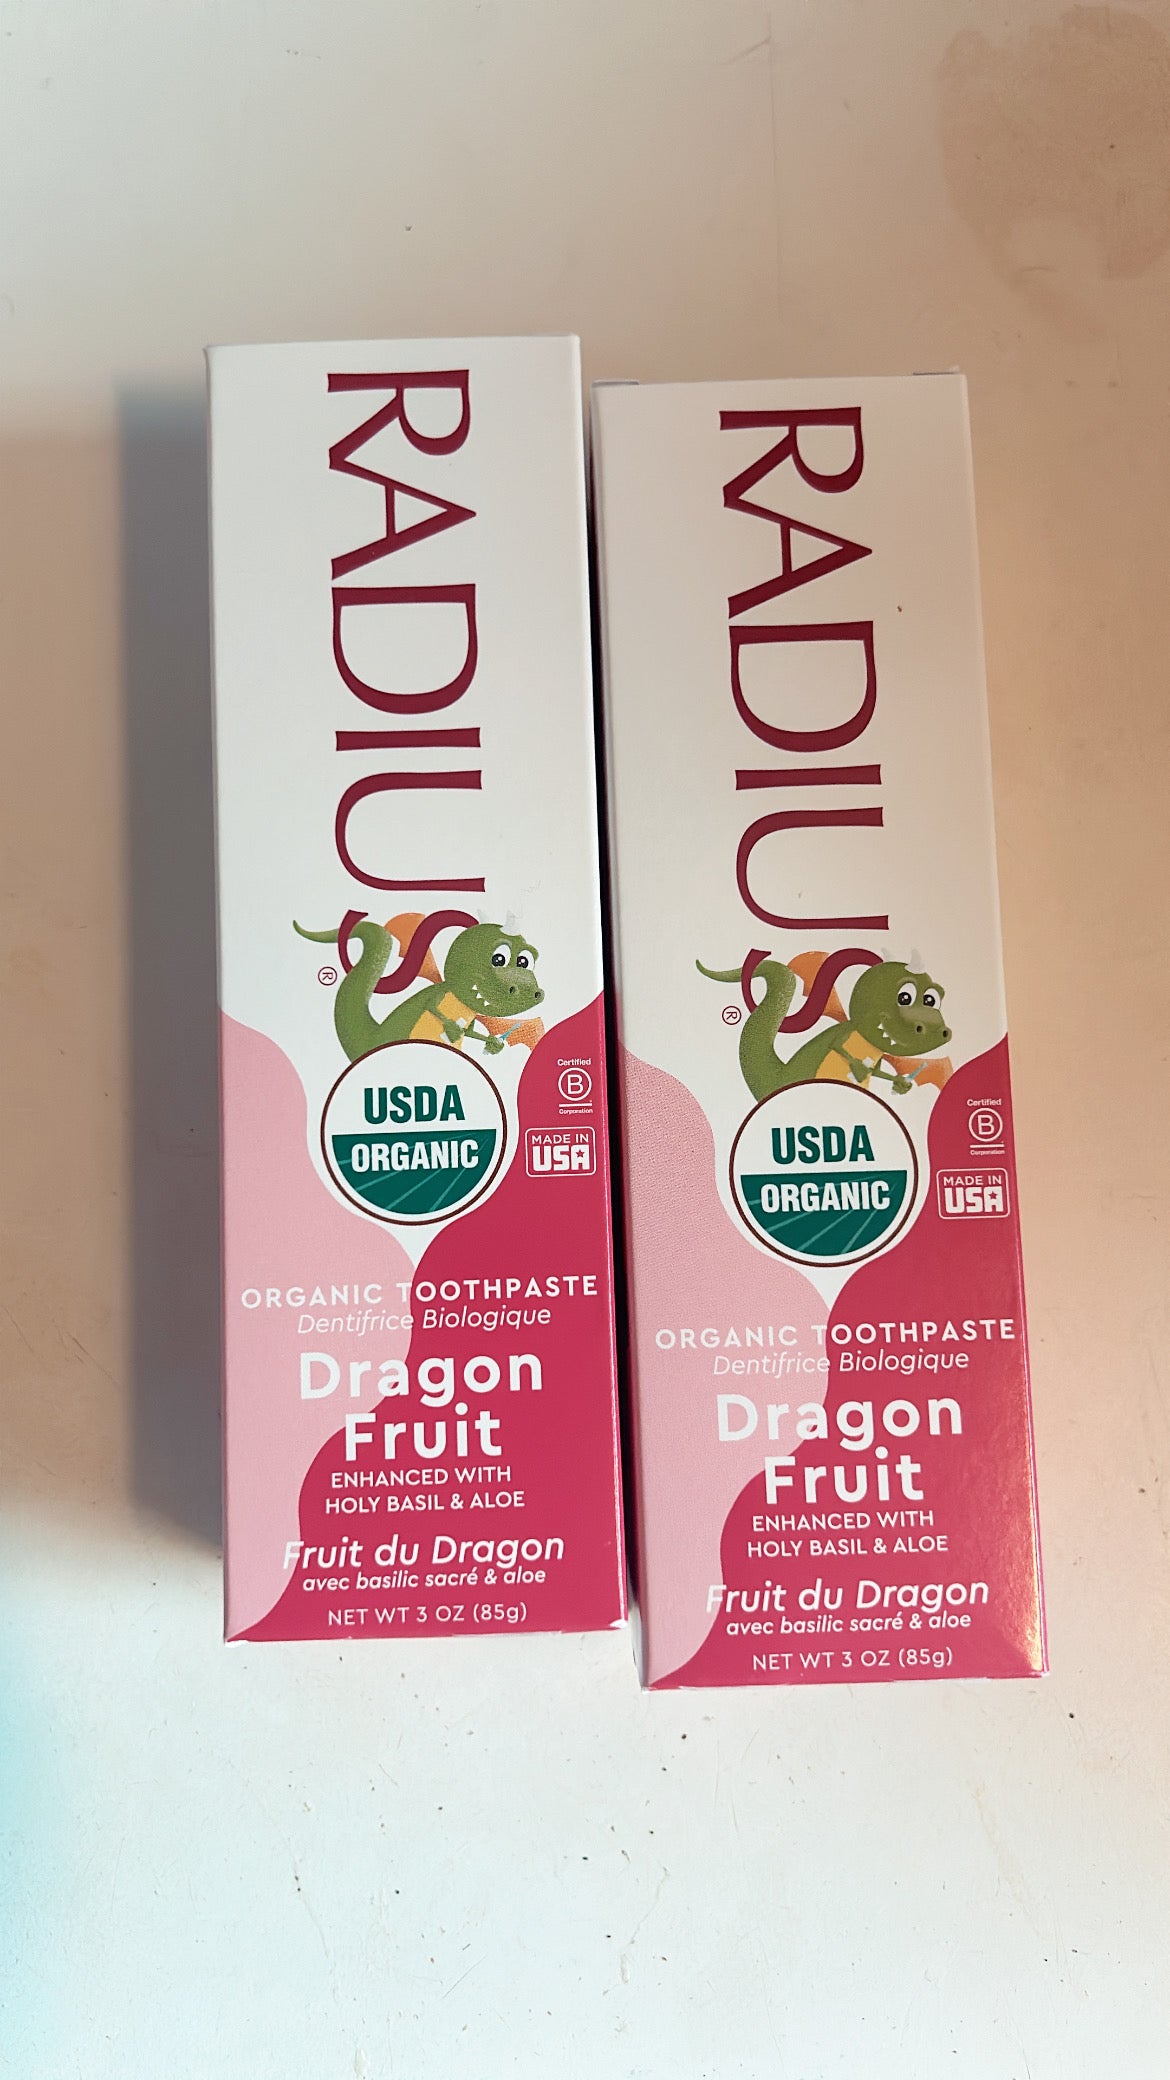 RADIUS
®
Certified
B
Corporation
MADE IN
USA
USDA
ORGANIC
ORGANIC TOOTHPASTE
Dentifrice Biologique
Dragon
Fruit
ENHANCED WITH
HOLY BASIL & ALOE
Fruit du Dragon
avec basilic sacré & aloe
NET WT 3 OZ (85g)
RADIUS
®
Certified
B
Corporation
MADE IN
USA
USDA
ORGANIC
ORGANIC TOOTHPASTE
Dentifrice Biologique
Dragon
Fruit
ENHANCED WITH
HOLY BASIL & ALOE
Fruit du Dragon
avec basilic sacré & aloe
NET WT 3 OZ (85g)